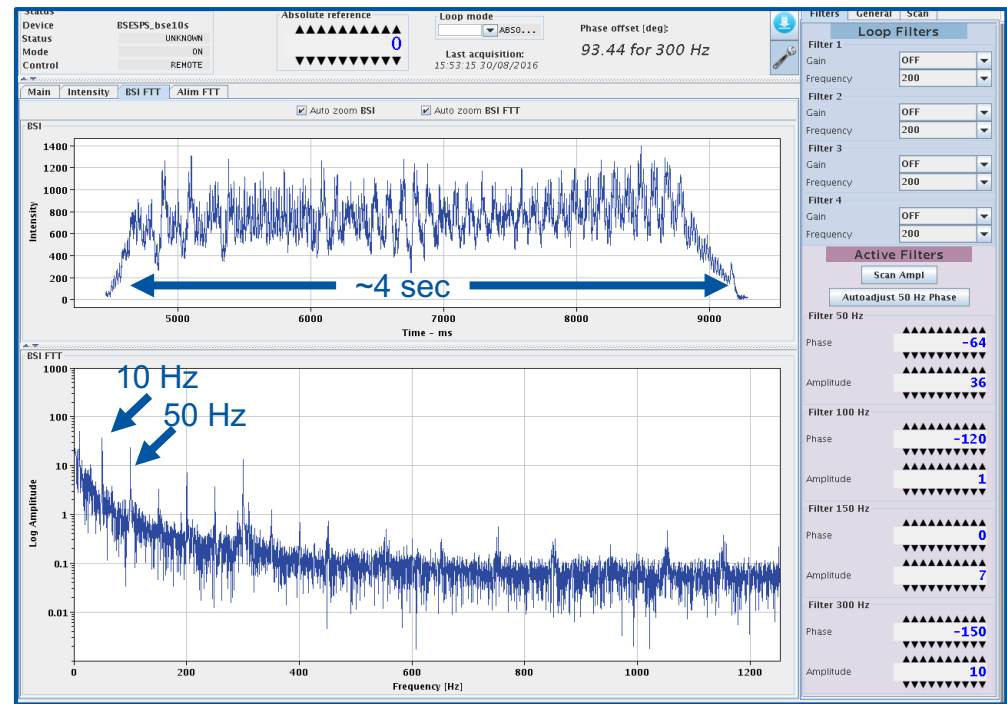 Status
Device BSESPS_bse10s
Status UNKNOWN
Mode ON
Control REMOTE
Absolute reference
0
Loop mode
ABSO...
Last acquisition:
15:53:15 30/08/2016
Phase offset [deg]:
93.44 for 300 Hz
Main Intensity BSI FTT Alim FTT
Auto zoom BSI Auto zoom BSI FTT
BSI
1400
1200
1000
800
600
400
200
0
Intensity
~4 sec
5000 6000 7000 8000 9000
Time - ms
BSI FTT
1000
100
10
1
0.1
0.01
Log Amplitude
10 Hz
50 Hz
0 200 400 600 800 1000 1200
Frequency [Hz]
Filters General Scan
Loop Filters
Filter 1
Gain OFF
Frequency 200
Filter 2
Gain OFF
Frequency 200
Filter 3
Gain OFF
Frequency 200
Filter 4
Gain OFF
Frequency 200
Active Filters
Scan Ampl
Autoadjust 50 Hz Phase
Filter 50 Hz
Phase -64
Amplitude 36
Filter 100 Hz
Phase -120
Amplitude 1
Filter 150 Hz
Phase 0
Amplitude 7
Filter 300 Hz
Phase -150
Amplitude 10